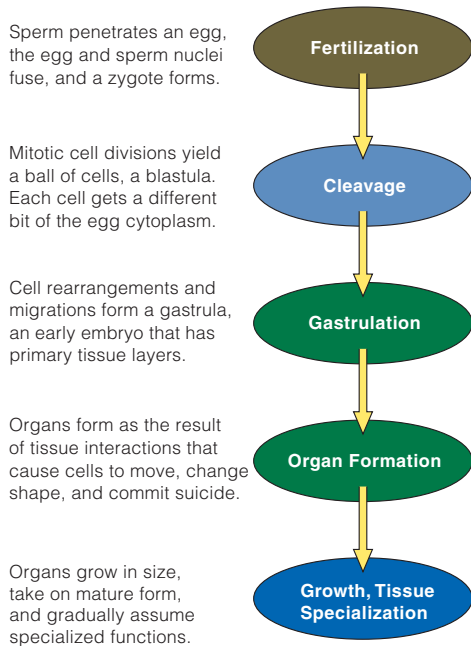 Sperm penetrates an egg,
the egg and sperm nuclei
fuse, and a zygote forms.
Fertilization
Mitotic cell divisions yield
a ball of cells, a blastula.
Each cell gets a different
bit of the egg cytoplasm.
Cleavage
Cell rearrangements and
migrations form a gastrula,
an early embryo that has
primary tissue layers.
Gastrulation
Organs form as the result
of tissue interactions that
cause cells to move, change
shape, and commit suicide.
Organ Formation
Organs grow in size,
take on mature form,
and gradually assume
specialized functions.
Growth, Tissue
Specialization